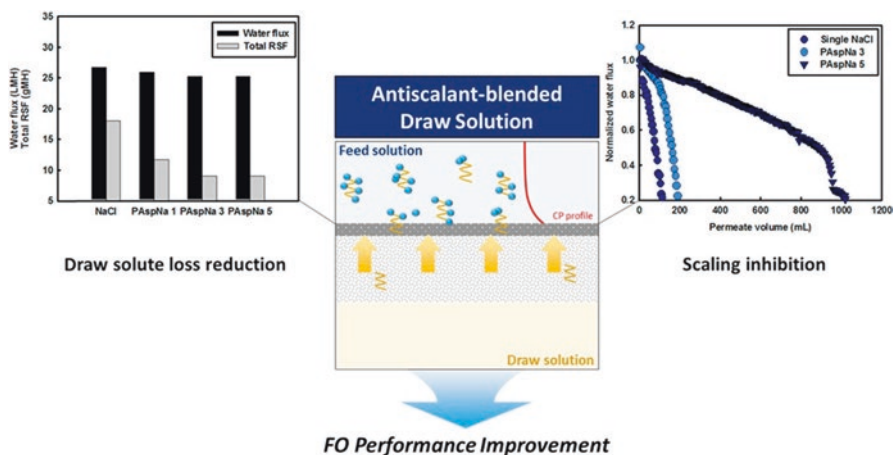 35
30
25
20
15
10
5
Water flux (LMH)
Total RSF (gMH)
Water flux
Total RSF
NaCl PAspNa 1 PAspNa 3 PAspNa 5
Draw solute loss reduction
Antiscalant-blended
Draw Solution
Feed solution
CP profile
Draw solution
1.2
1.0
0.8
0.6
0.4
0.2
Normalized water flux
Single NaCl
PAspNa 3
PAspNa 5
0 200 400 600 800 1000 1200
Permeate volume (mL)
Scaling inhibition
FO Performance Improvement